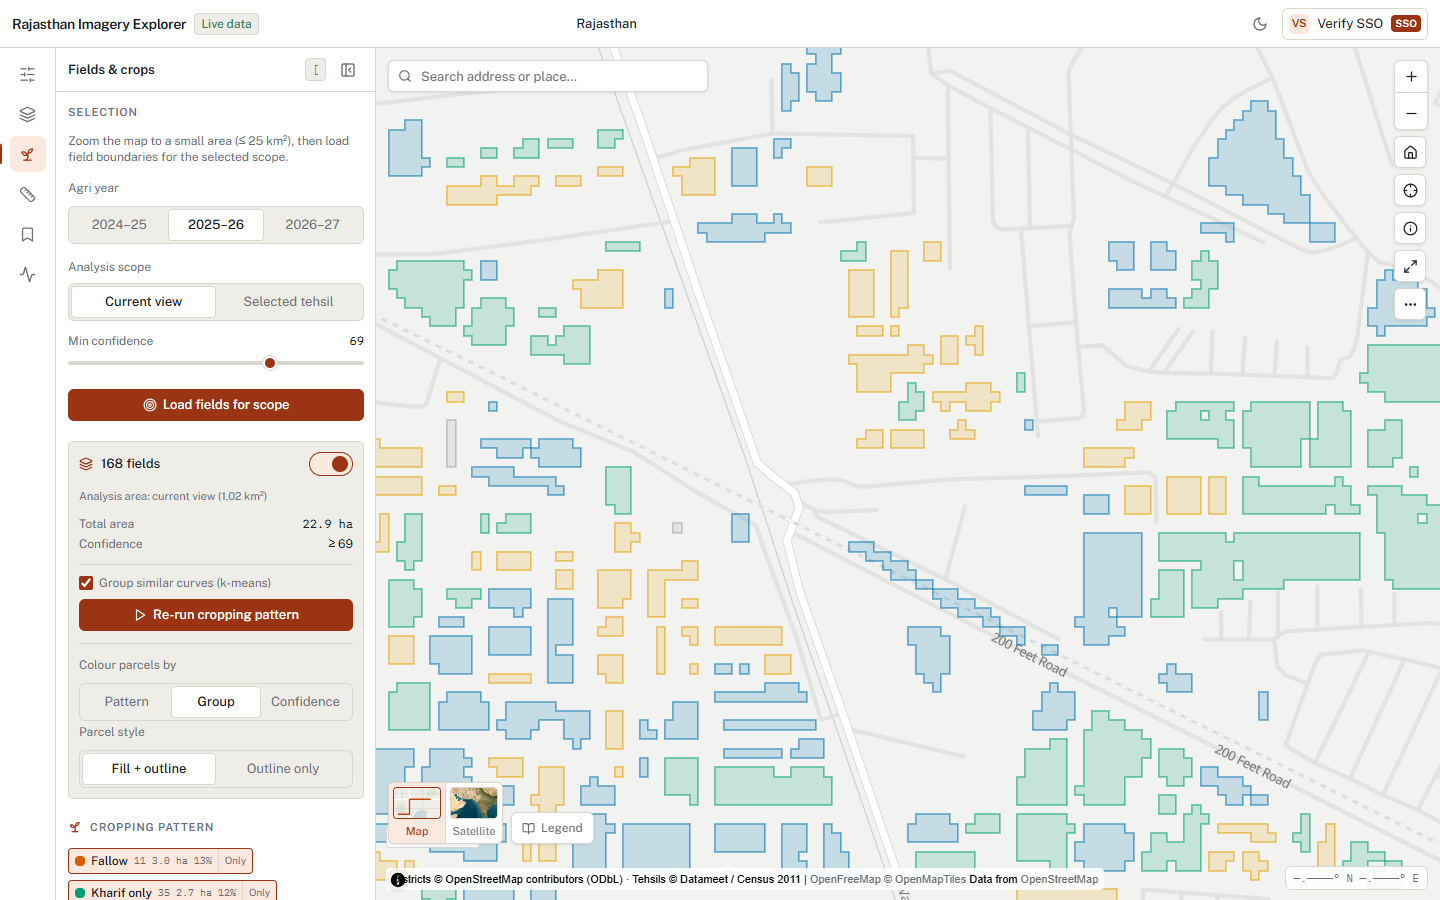 Rajasthan Imagery Explorer
Live data
Rajasthan
VS
Verify SSO
SSO
Fields & crops
[
SELECTION
Zoom the map to a small area (≤ 25 km²), then load
field boundaries for the selected scope.
Agri year
2024–25
2025–26
2026–27
Analysis scope
Current view
Selected tehsil
Min confidence
69
Load fields for scope
168 fields
Analysis area: current view (1.02 km²)
Total area
22.9 ha
Confidence
≥69
Group similar curves (k-means)
Re-run cropping pattern
Colour parcels by
Pattern
Group
Confidence
Parcel style
Fill + outline
Outline only
CROPPING PATTERN
Fallow 11 3.0 ha 13% Only
Kharif only 35 2.7 ha 12% Only
Search address or place...
200 Feet Road
200 Feet Road
Map
Satellite
Legend
stricts © OpenStreetMap contributors (ODbL) · Tehsils © Datameet / Census 2011 | OpenFreeMap © OpenMapTiles Data from OpenStreetMap
—.————° N —.————° E